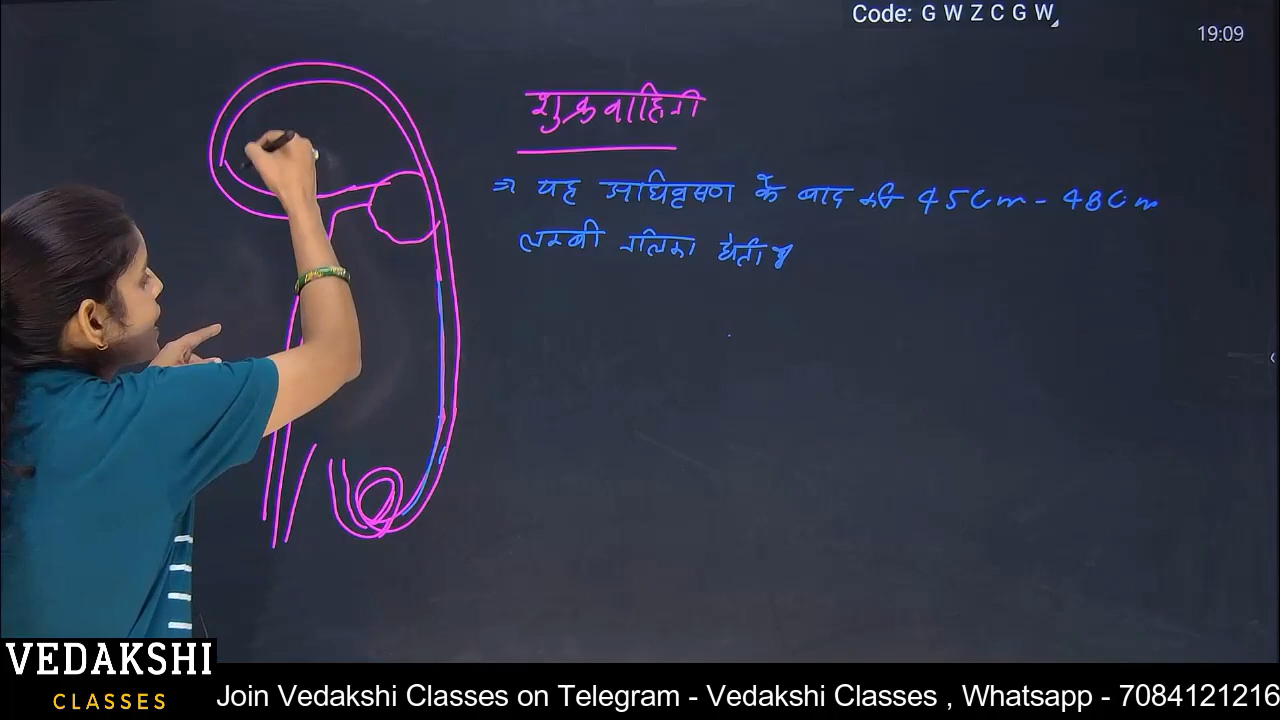 Code: G W Z C G W
19:09
शुक्रवाहिनी
⇒ यह अधिवृषण के बाद की 45cm - 48cm
लम्बी नलिका होती है
VEDAKSHI
CLASSES
Join Vedakshi Classes on Telegram - Vedakshi Classes , Whatsapp - 7084121216